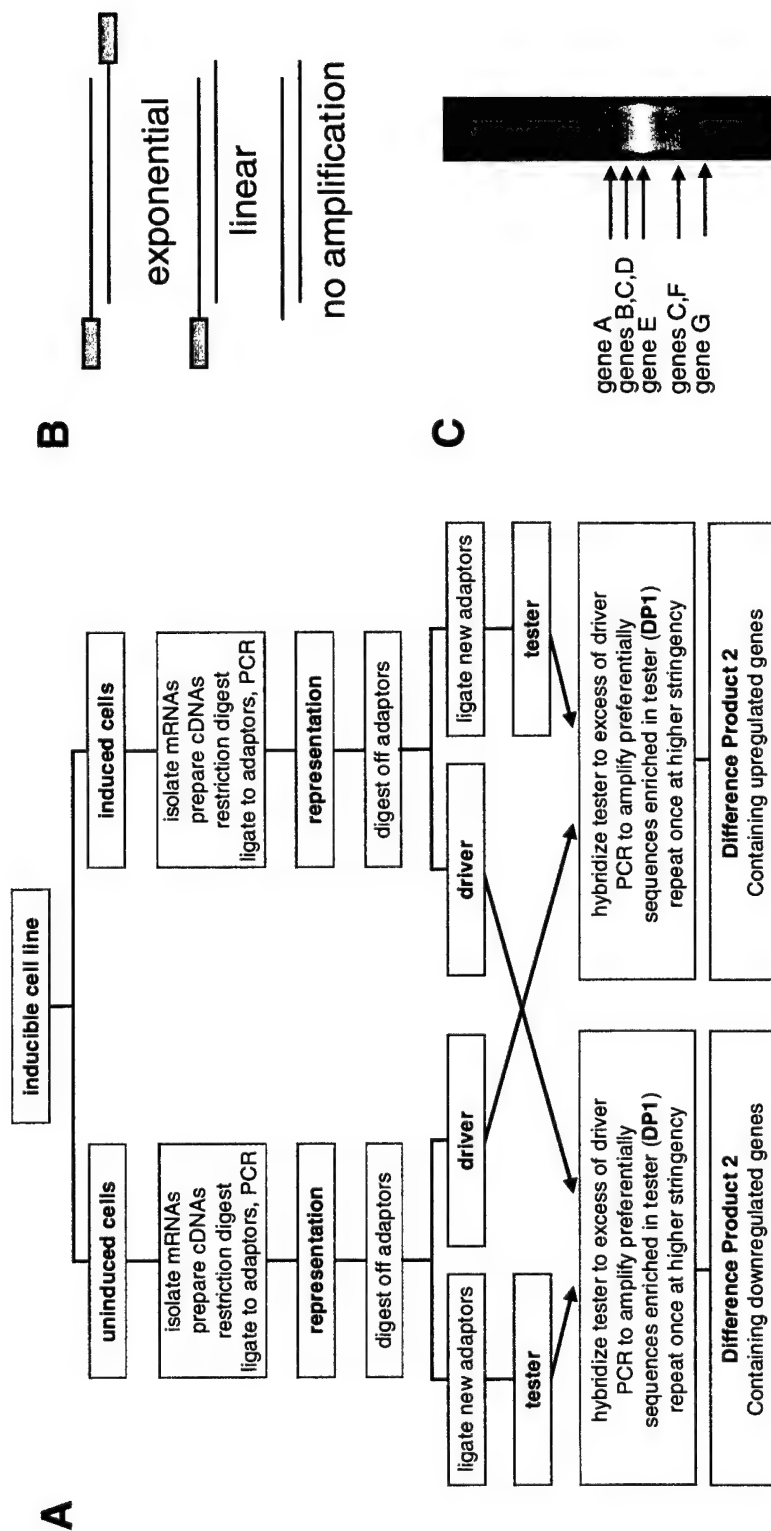 A
inducible cell line
uninduced cells
induced cells
isolate mRNAs
prepare cDNAs
restriction digest
ligate to adaptors, PCR
isolate mRNAs
prepare cDNAs
restriction digest
ligate to adaptors, PCR
representation
representation
digest off adaptors
digest off adaptors
ligate new adaptors
driver
driver
ligate new adaptors
tester
tester
hybridize tester to excess of driver
PCR to amplify preferentially
sequences enriched in tester (DP1)
repeat once at higher stringency
hybridize tester to excess of driver
PCR to amplify preferentially
sequences enriched in tester (DP1)
repeat once at higher stringency
Difference Product 2
Containing downregulated genes
Difference Product 2
Containing upregulated genes
B
exponential
linear
no amplification
C
gene A
genes B,C,D
gene E
genes C,F
gene G